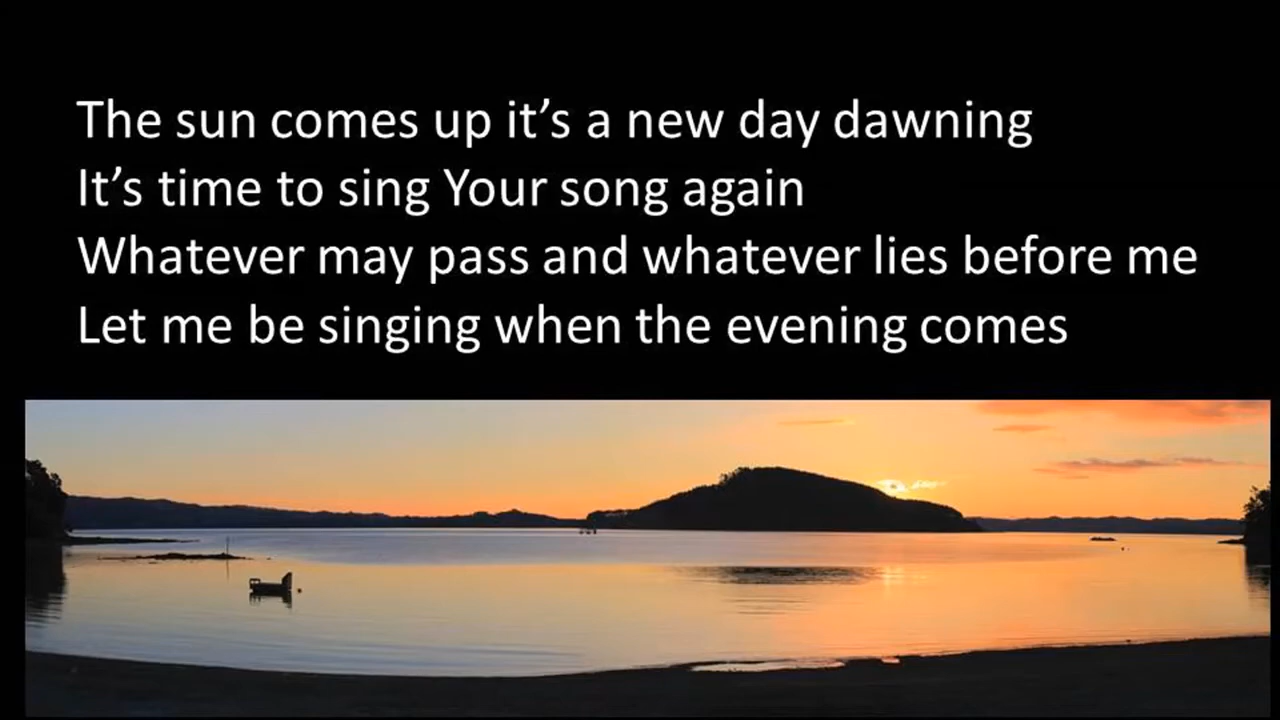 The sun comes up it’s a new day dawning
It’s time to sing Your song again
Whatever may pass and whatever lies before me
Let me be singing when the evening comes